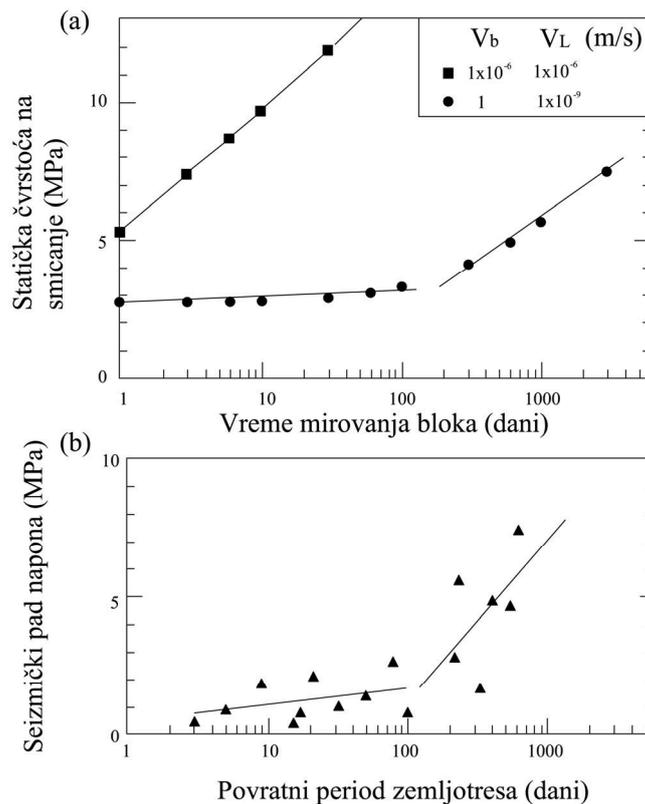 (a)
V_b V_L (m/s)
■ 1x10⁻⁶ 1x10⁻⁶
● 1 1x10⁻⁹
Statička čvrstoća na
smicanje (MPa)
10
5
0
1 10 100 1000
Vreme mirovanja bloka (dani)
(b)
Seizmički pad napona (MPa)
10
5
0
1 10 100 1000
Povratni period zemljotresa (dani)